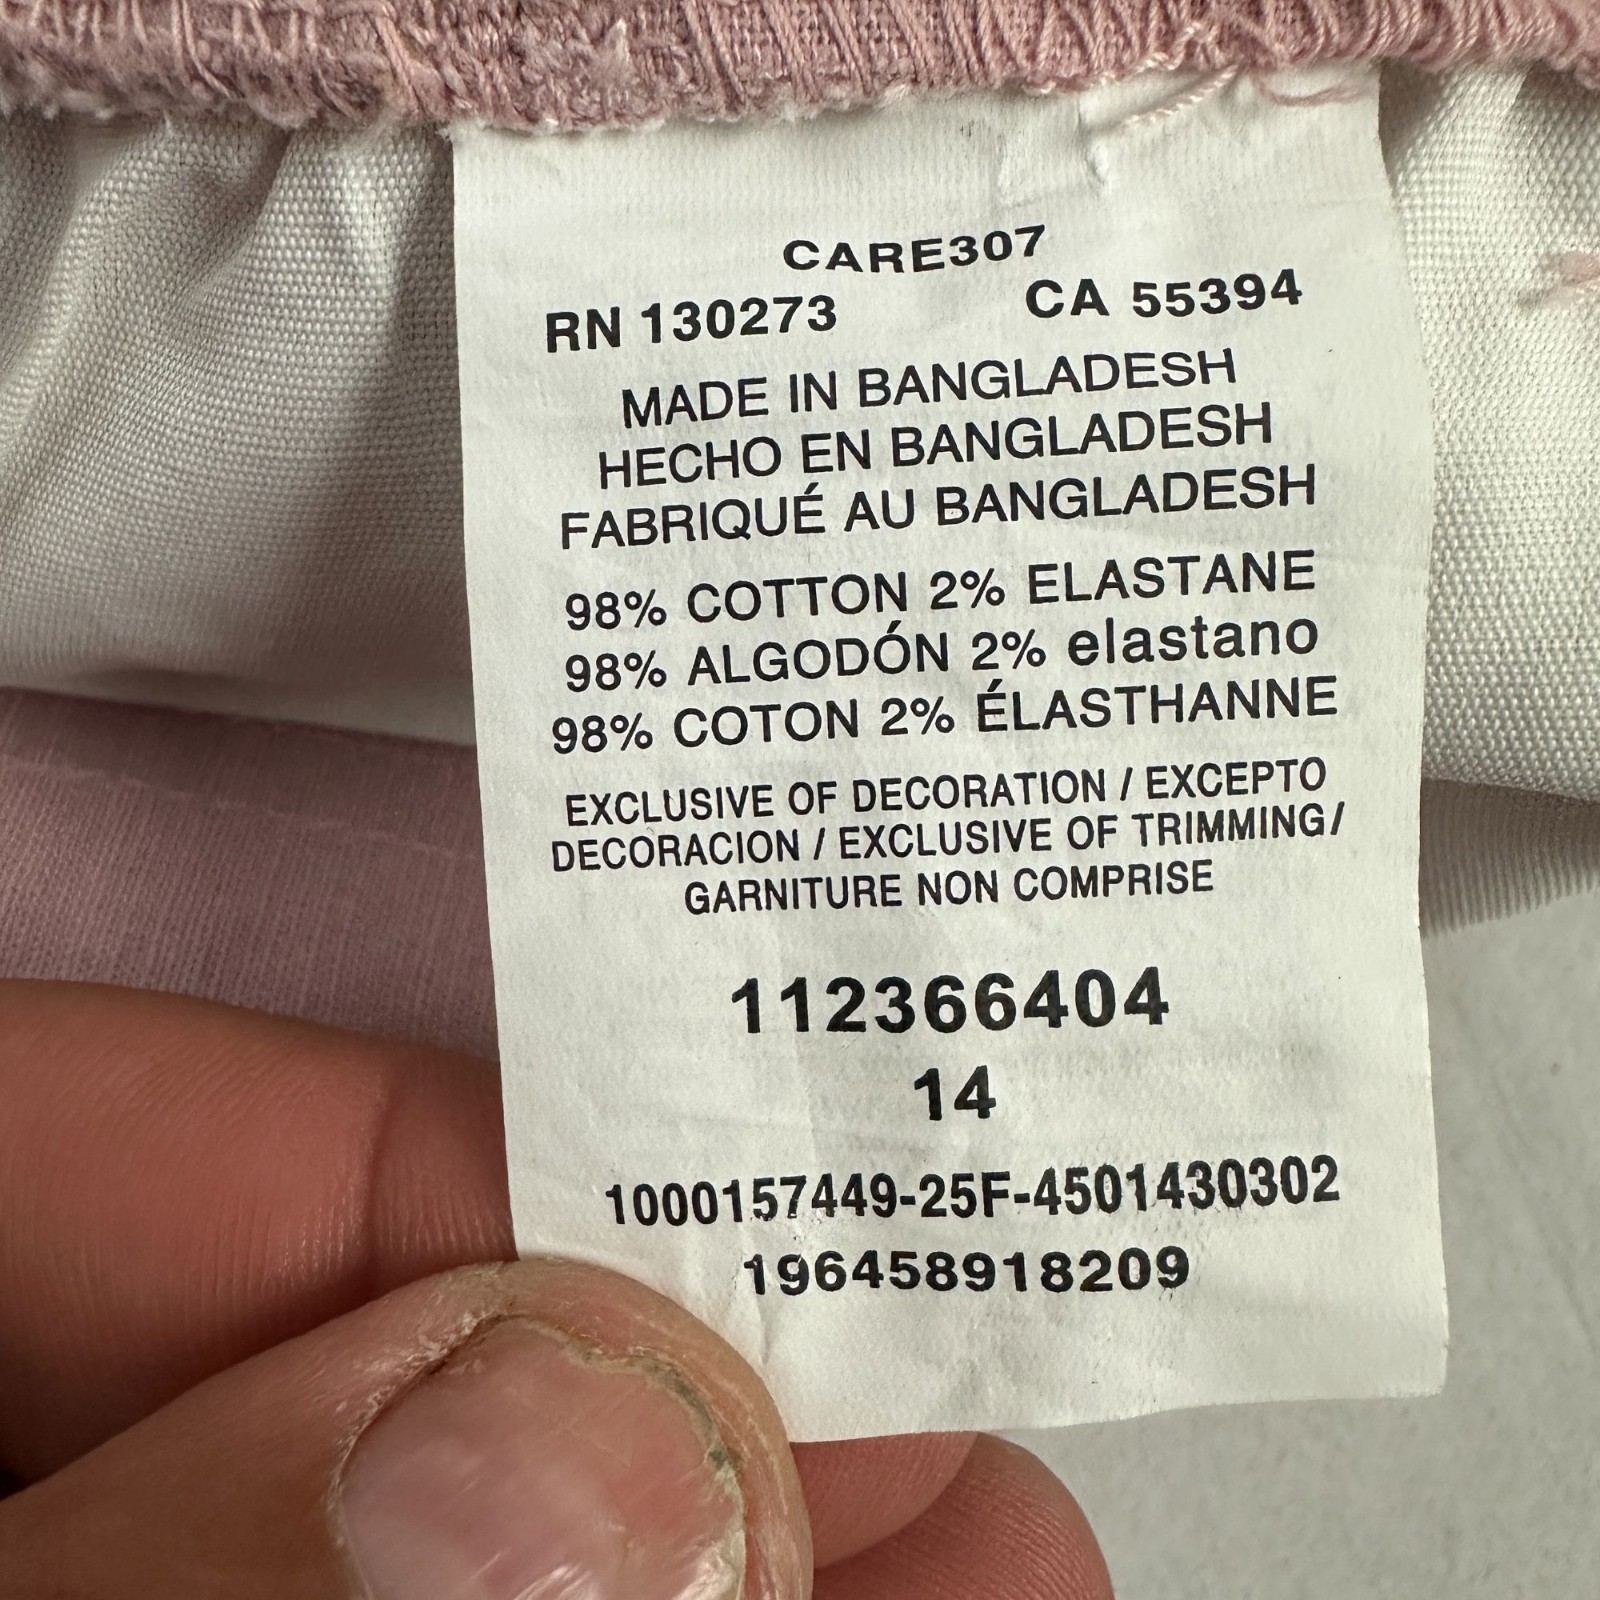 CARE307
RN 130273 CA 55394
MADE IN BANGLADESH
HECHO EN BANGLADESH
FABRIQUÉ AU BANGLADESH
98% COTTON 2% ELASTANE
98% ALGODÓN 2% elastano
98% COTON 2% ÉLASTHANNE
EXCLUSIVE OF DECORATION / EXCEPTO
DECORACION / EXCLUSIVE OF TRIMMING/
GARNITURE NON COMPRISE
112366404
14
1000157449-25F-4501430302
196458918209